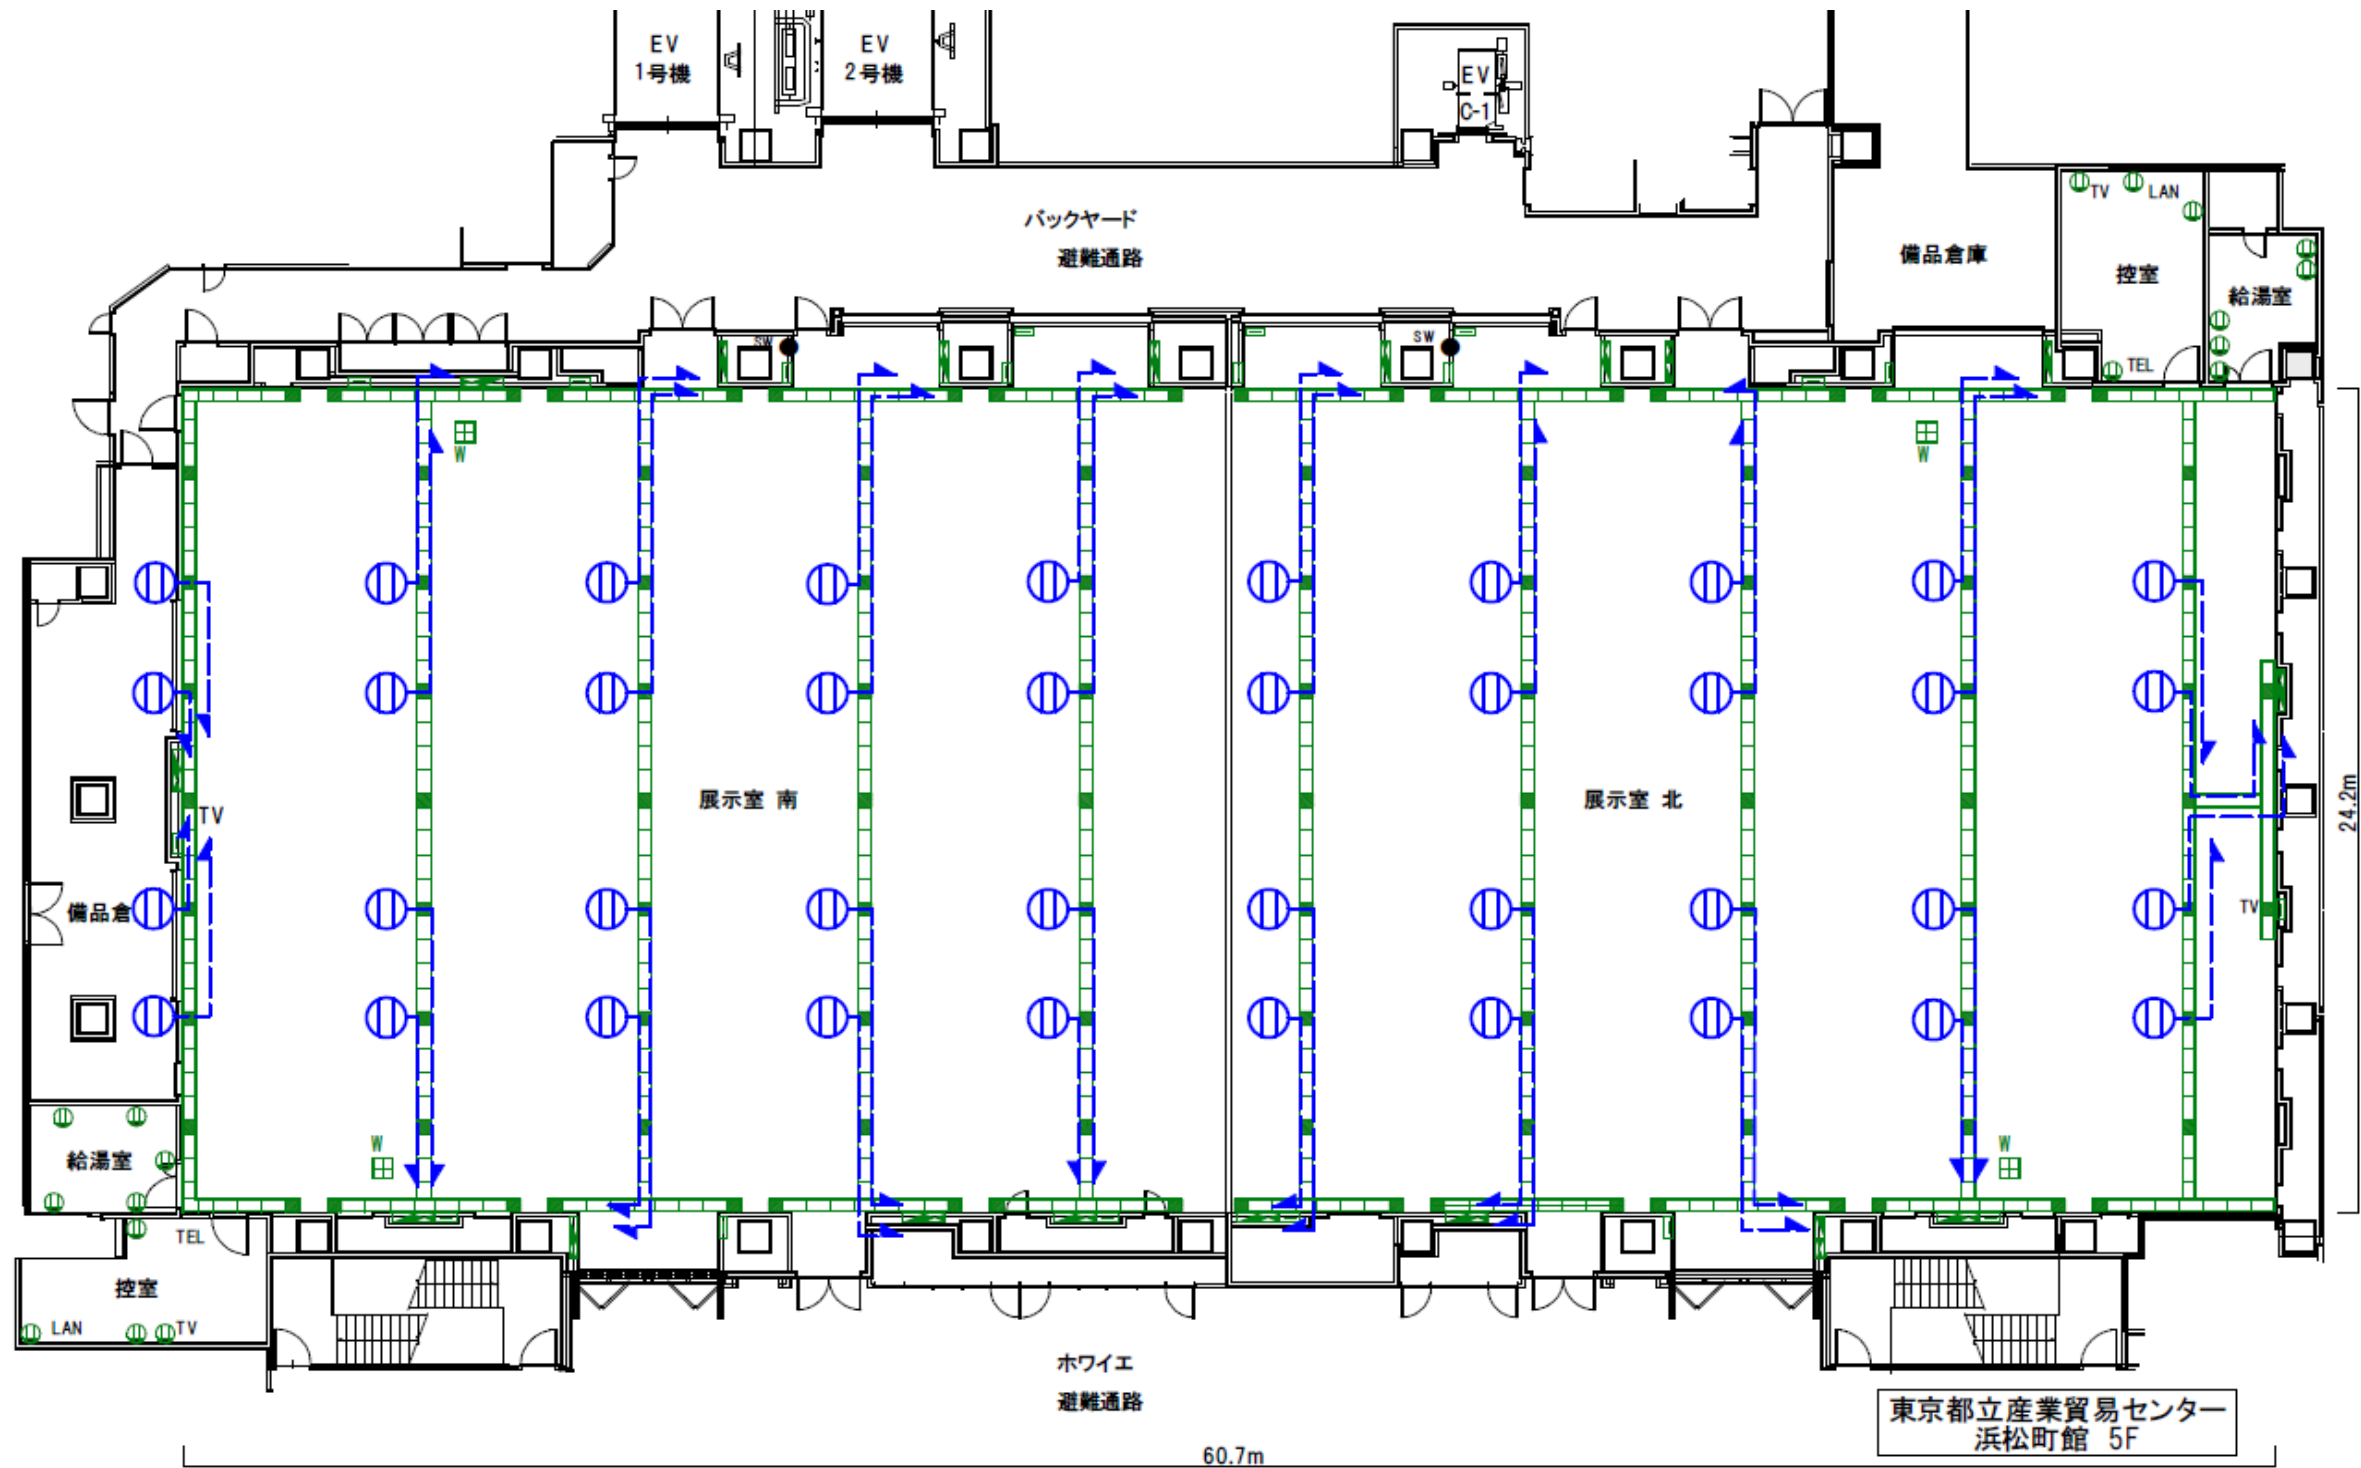 EV
1号機
EV
2号機
EV
C-1
バックヤード
避難通路
備品倉庫
TV
LAN
控室
給湯室
TEL
SW
SW
W
W
展示室 南
展示室 北
24.2m
TV
備品倉
TV
給湯室
W
W
TEL
控室
LAN
TV
ホワイエ
避難通路
東京都立産業貿易センター
浜松町館 5F
60.7m